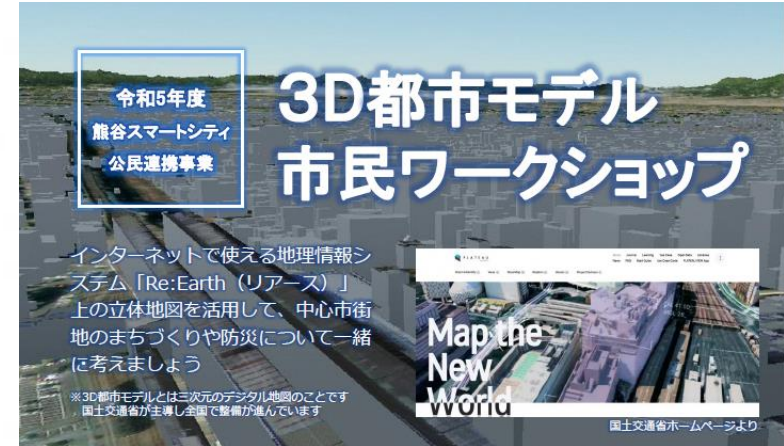 令和5年度
熊谷スマートシティ
公民連携事業
3D都市モデル
市民ワークショップ
インターネットで使える地理情報シ
ステム「Re:Earth（リアース）」
上の立体地図を活用して、中心市街
地のまちづくりや防災について一緒
に考えましょう
※3D都市モデルとは三次元のデジタル地図のことです
国土交通省が主導し全国で整備が進んでいます
PLATEAU
Map the
New
World
国土交通省ホームページより